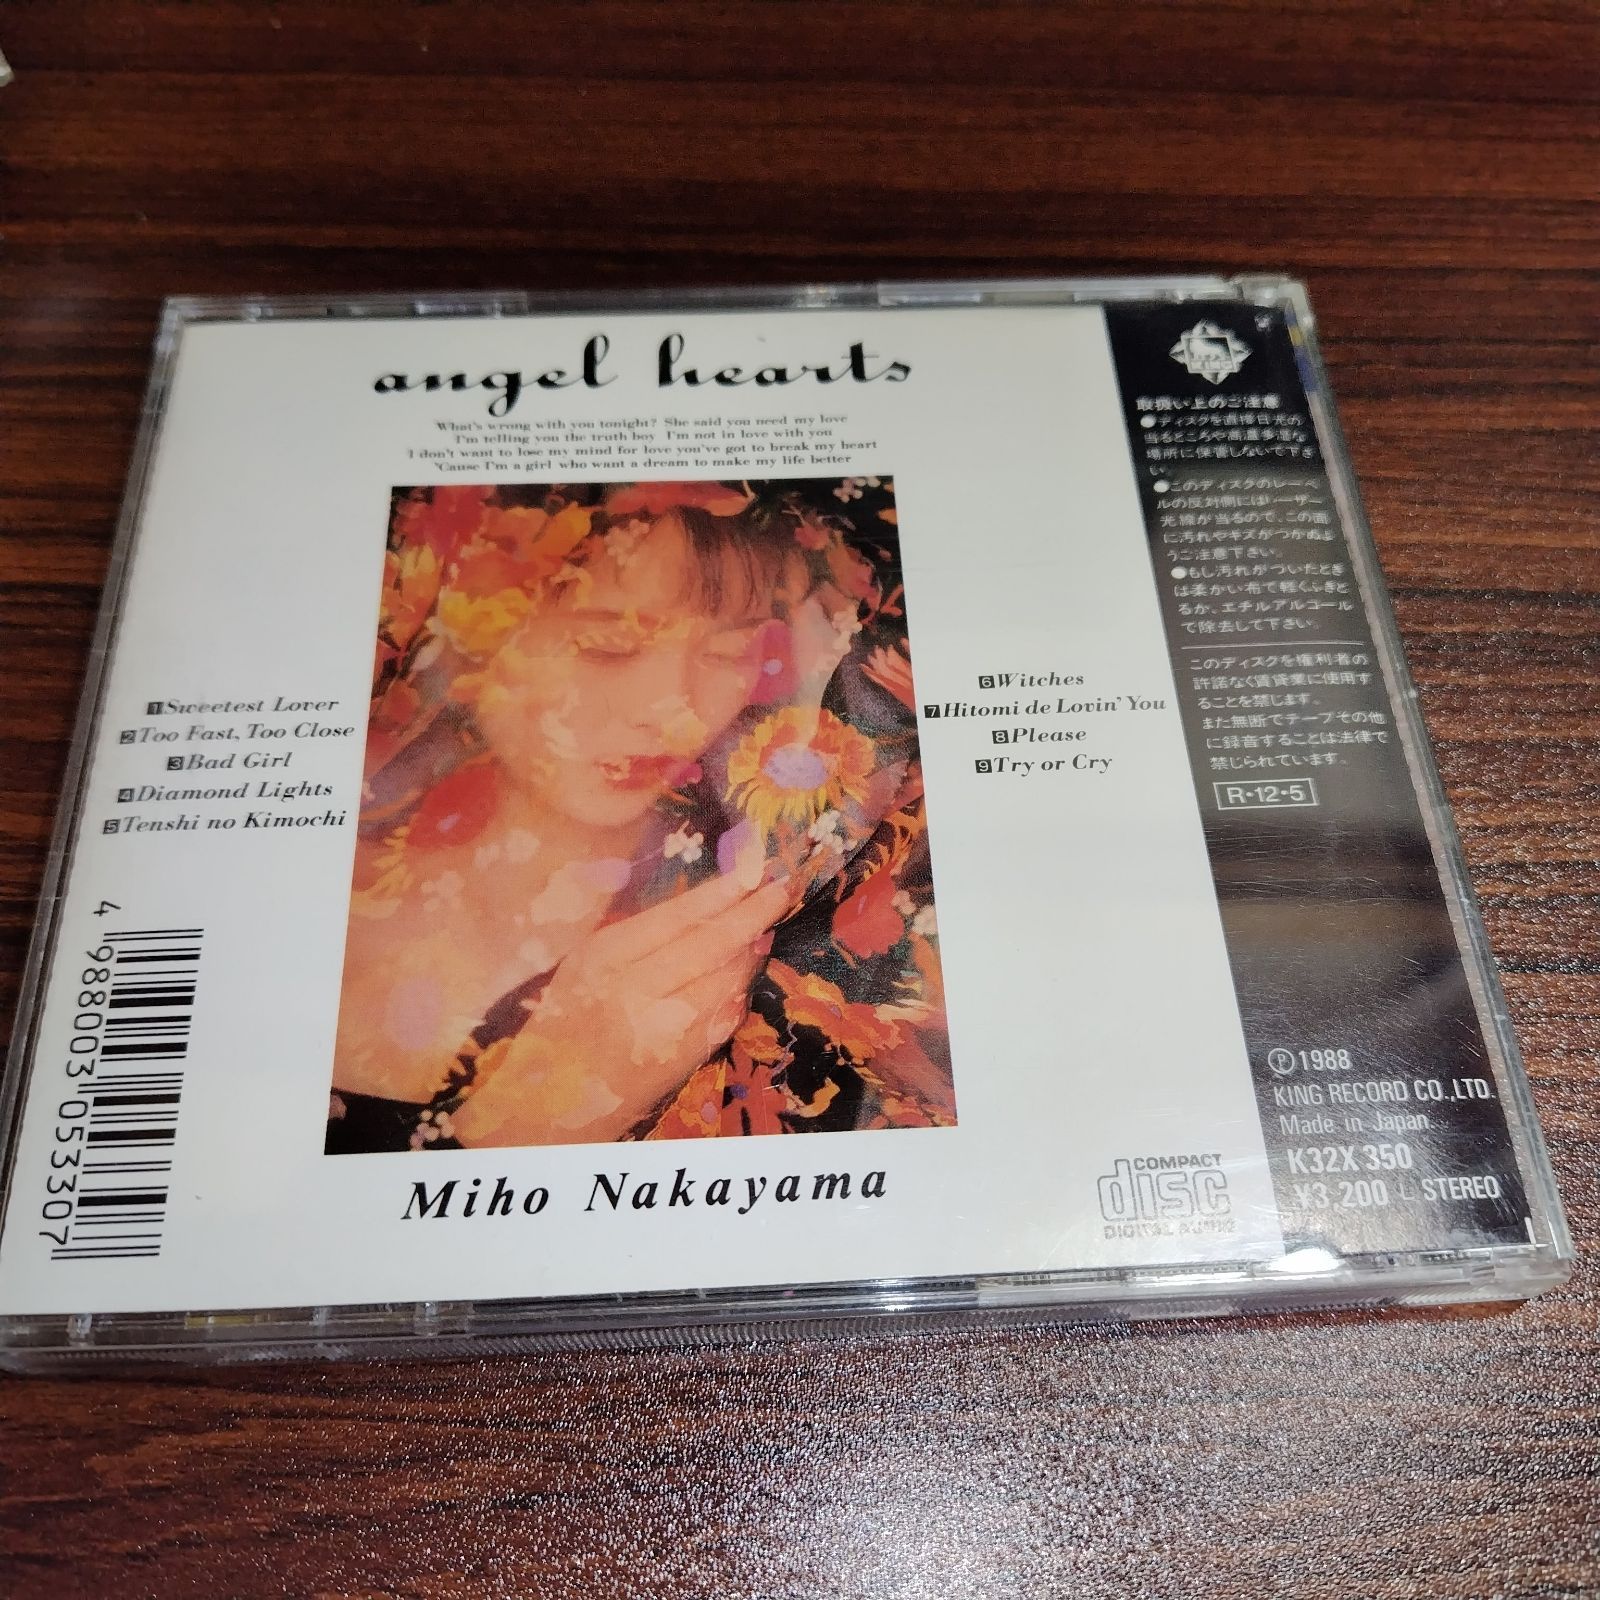 angel hearts
What's wrong with you tonight? She said you need my love
I'm telling you the truth boy I'm not in love with you
I don't want to lose my mind for love you've got to break my heart
'Cause I'm a girl who want a dream to make my life better
1 Sweetest Lover
2 Too Fast, Too Close
3 Bad Girl
4 Diamond Lights
5 Tenshi no Kimochi
6 Witches
7 Hitomi de Lovin' You
8 Please
9 Try or Cry
4 988003 053307
Miho Nakayama
COMPACT
disc
DIGITAL AUDIO
KING
取扱い上のご注意
●ディスクを直接日光の
当るところや高温多湿な
場所に保管しないで下さ
い。
●このディスクのレーベ
ルの反対側にはレーザー
光線が当るので、この面
に汚れやキズがつかぬよ
うご注意下さい。
●もし汚れがついたとき
は柔かい布で軽くふきと
るか、エチルアルコール
で除去して下さい。
このディスクを権利者の
許諾なく賃貸業に使用す
ることを禁じます。
また無断でテープその他
に録音することは法律で
禁じられています。
R・12・5
Ⓟ1988
KING RECORD CO.,LTD.
Made in Japan.
K32X 350
¥3,200 L STEREO